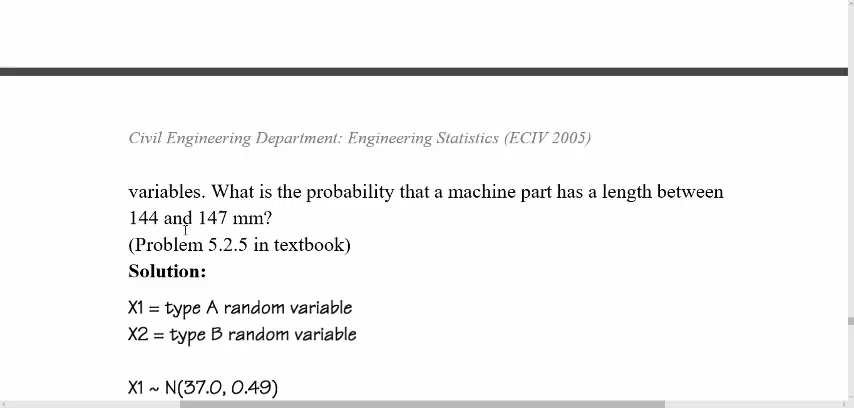 Civil Engineering Department: Engineering Statistics (ECIV 2005)
variables. What is the probability that a machine part has a length between
144 and 147 mm?
(Problem 5.2.5 in textbook)
Solution:
X1 = type A random variable
X2 = type B random variable
X1 ~ N(37.0, 0.49)